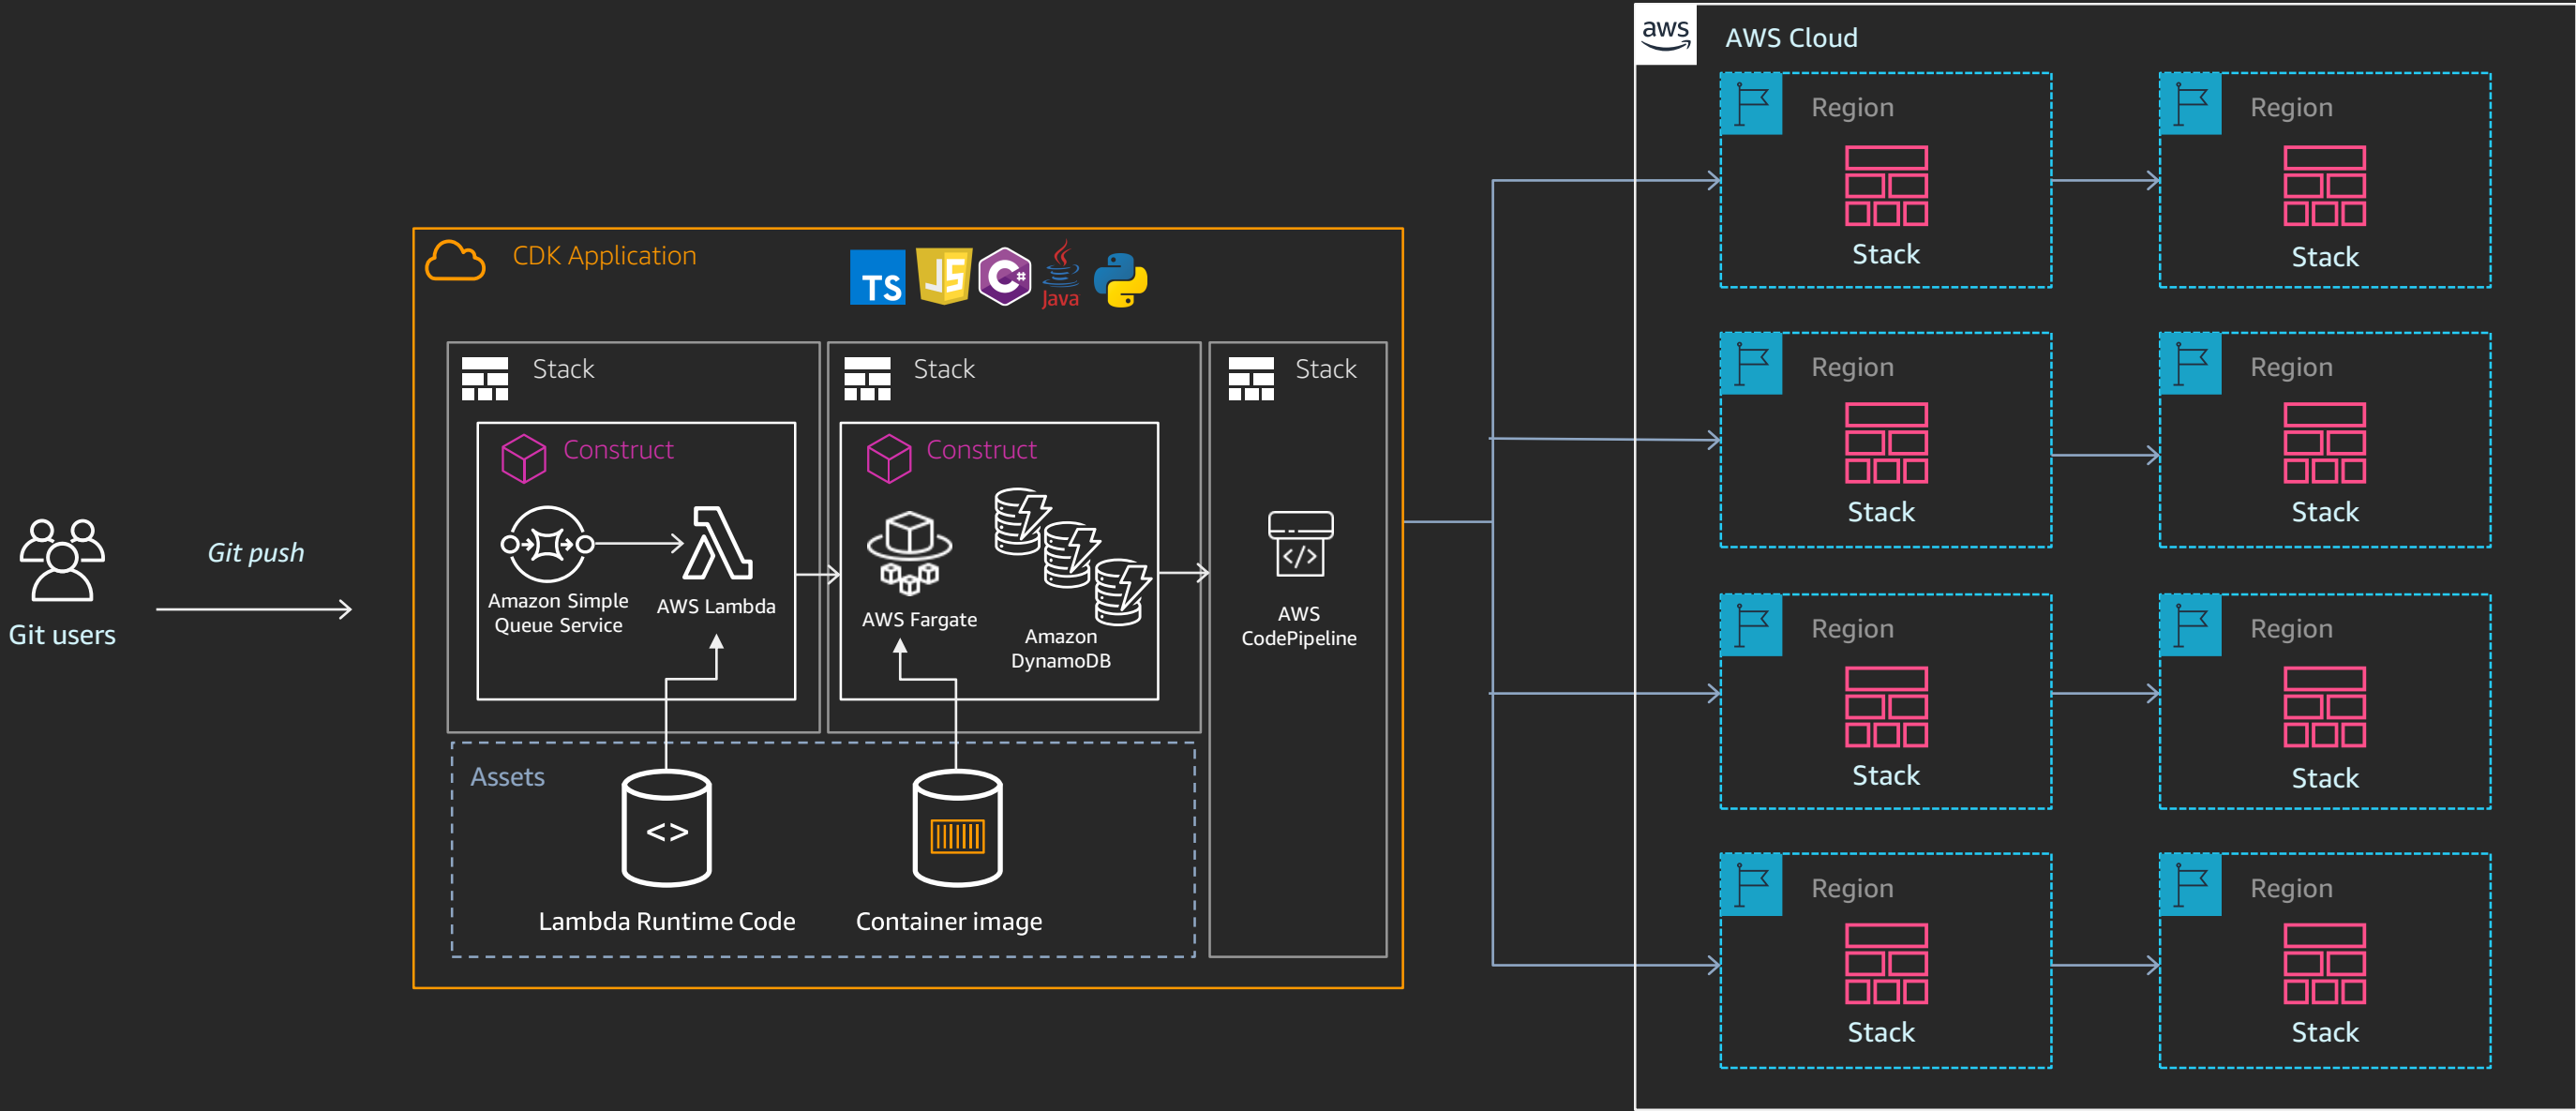 aws
AWS Cloud
Region
Stack
Region
Stack
Region
Stack
Region
Stack
Region
Stack
Region
Stack
Region
Stack
Region
Stack
CDK Application
TS
JS
C#
Java
Stack
Construct
Amazon Simple
Queue Service
AWS Lambda
Stack
Construct
AWS Fargate
Amazon
DynamoDB
Stack
</>
AWS
CodePipeline
Git push
Git users
Assets
<>
Lambda Runtime Code
Container image